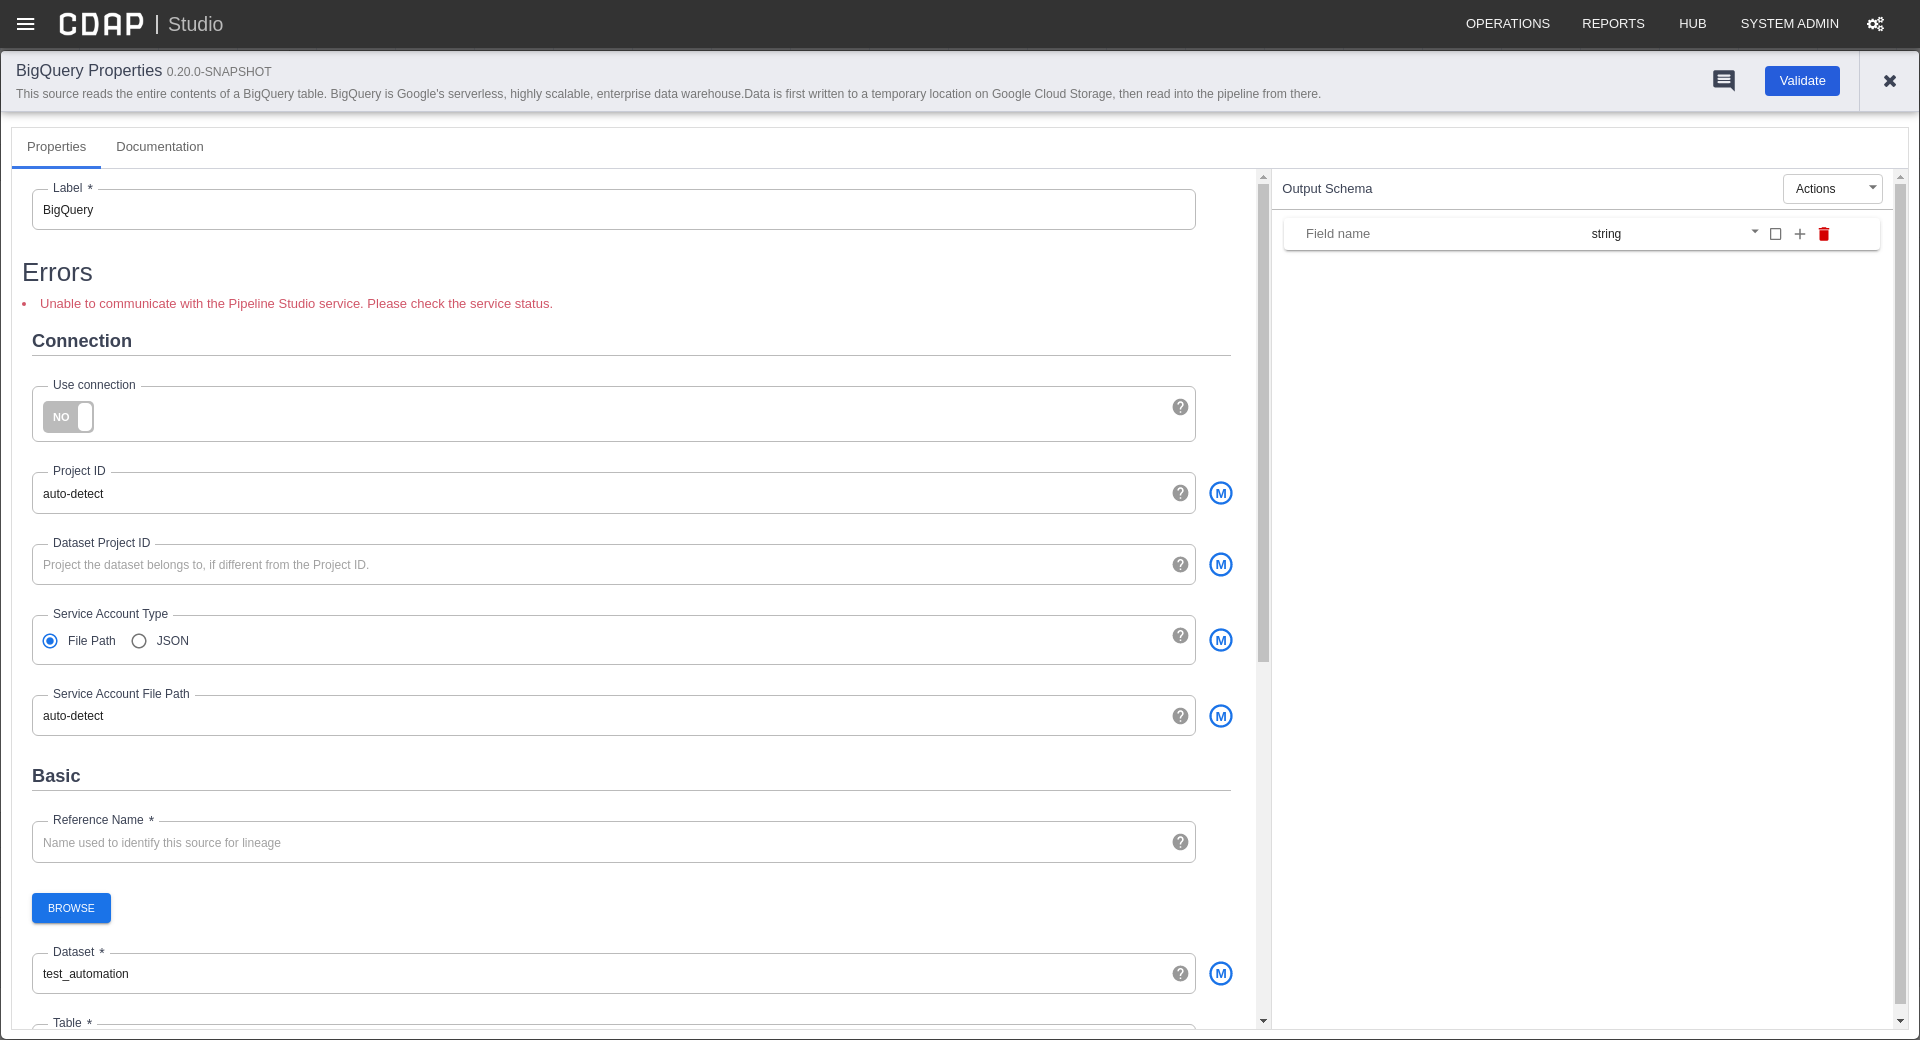 CDAP | Studio
OPERATIONS REPORTS HUB SYSTEM ADMIN
BigQuery Properties 0.20.0-SNAPSHOT
This source reads the entire contents of a BigQuery table. BigQuery is Google's serverless, highly scalable, enterprise data warehouse.Data is first written to a temporary location on Google Cloud Storage, then read into the pipeline from there.
Validate
Properties Documentation
Label *
BigQuery
Errors
• Unable to communicate with the Pipeline Studio service. Please check the service status.
Connection
Use connection
NO
Project ID
auto-detect
M
Dataset Project ID
Project the dataset belongs to, if different from the Project ID.
M
Service Account Type
File Path JSON
M
Service Account File Path
auto-detect
M
Basic
Reference Name *
Name used to identify this source for lineage
BROWSE
Dataset *
test_automation
M
Table *
Output Schema
Actions
Field name string